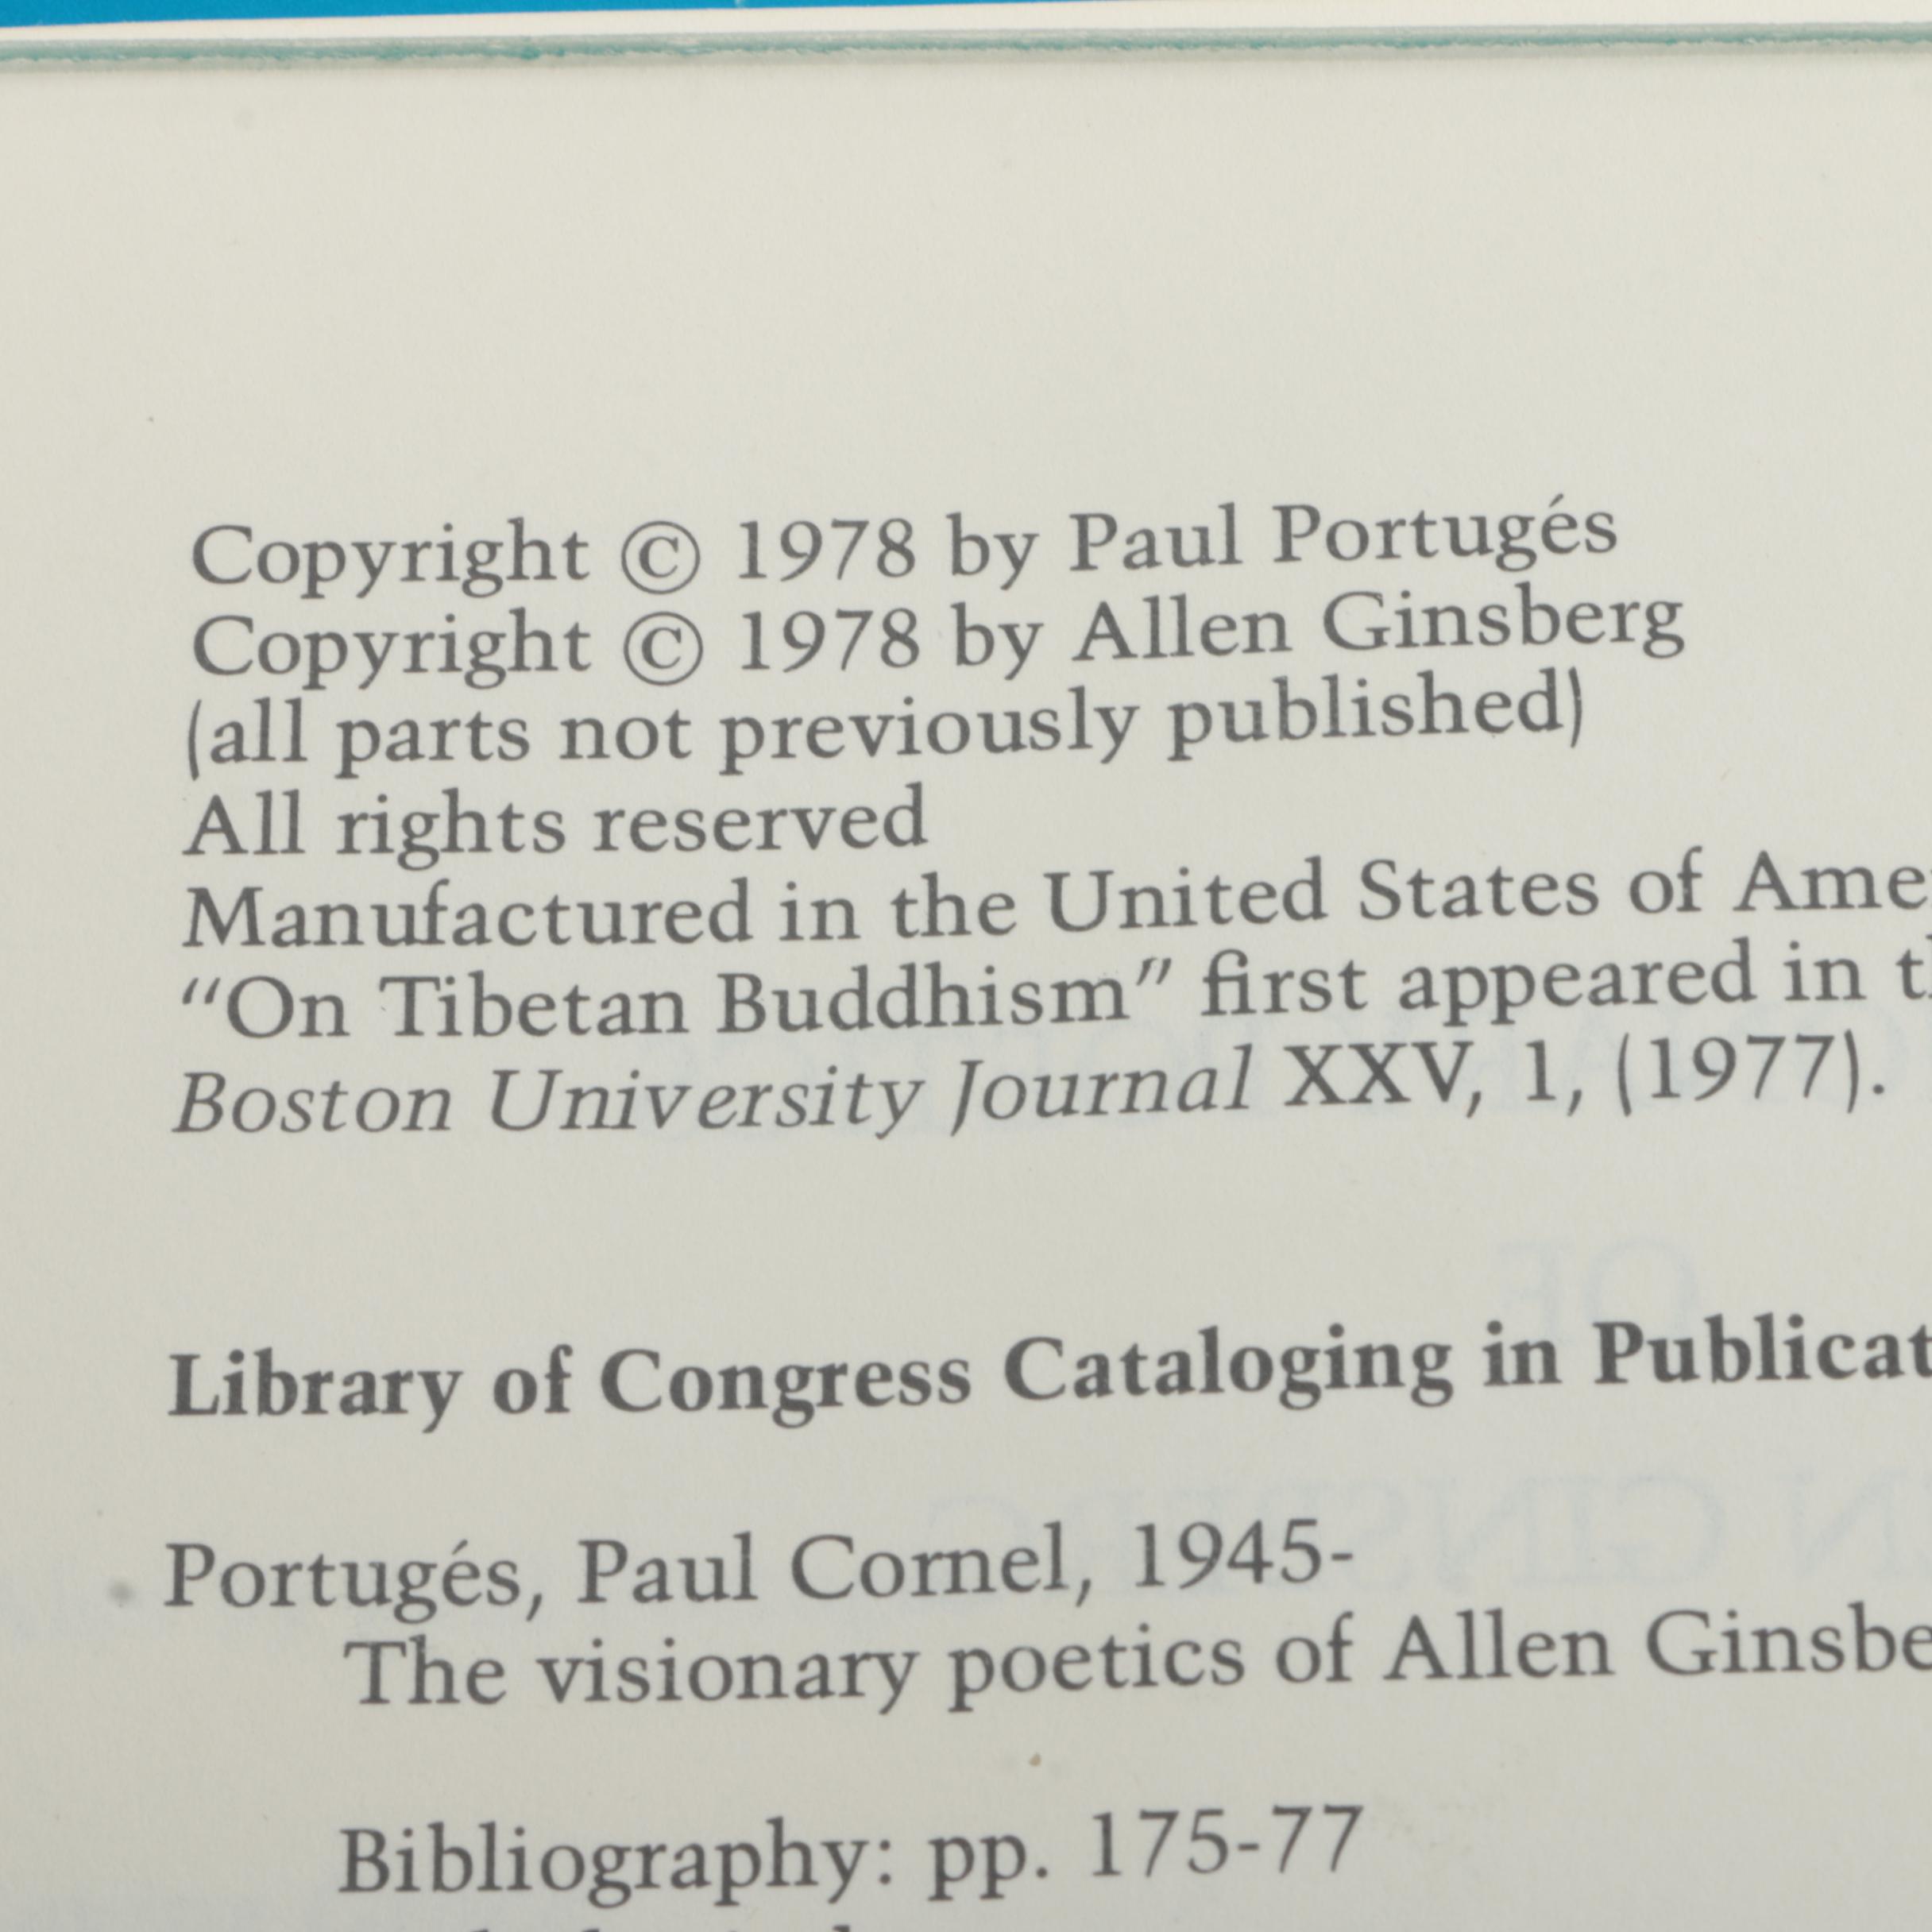 Copyright © 1978 by Paul Portugés
Copyright © 1978 by Allen Ginsberg
(all parts not previously published)
All rights reserved
Manufactured in the United States of Ame
"On Tibetan Buddhism" first appeared in th
Boston University Journal XXV, 1, (1977).
Library of Congress Cataloging in Publicat
Portugés, Paul Cornel, 1945-
The visionary poetics of Allen Ginsbe
Bibliography: pp. 175-77